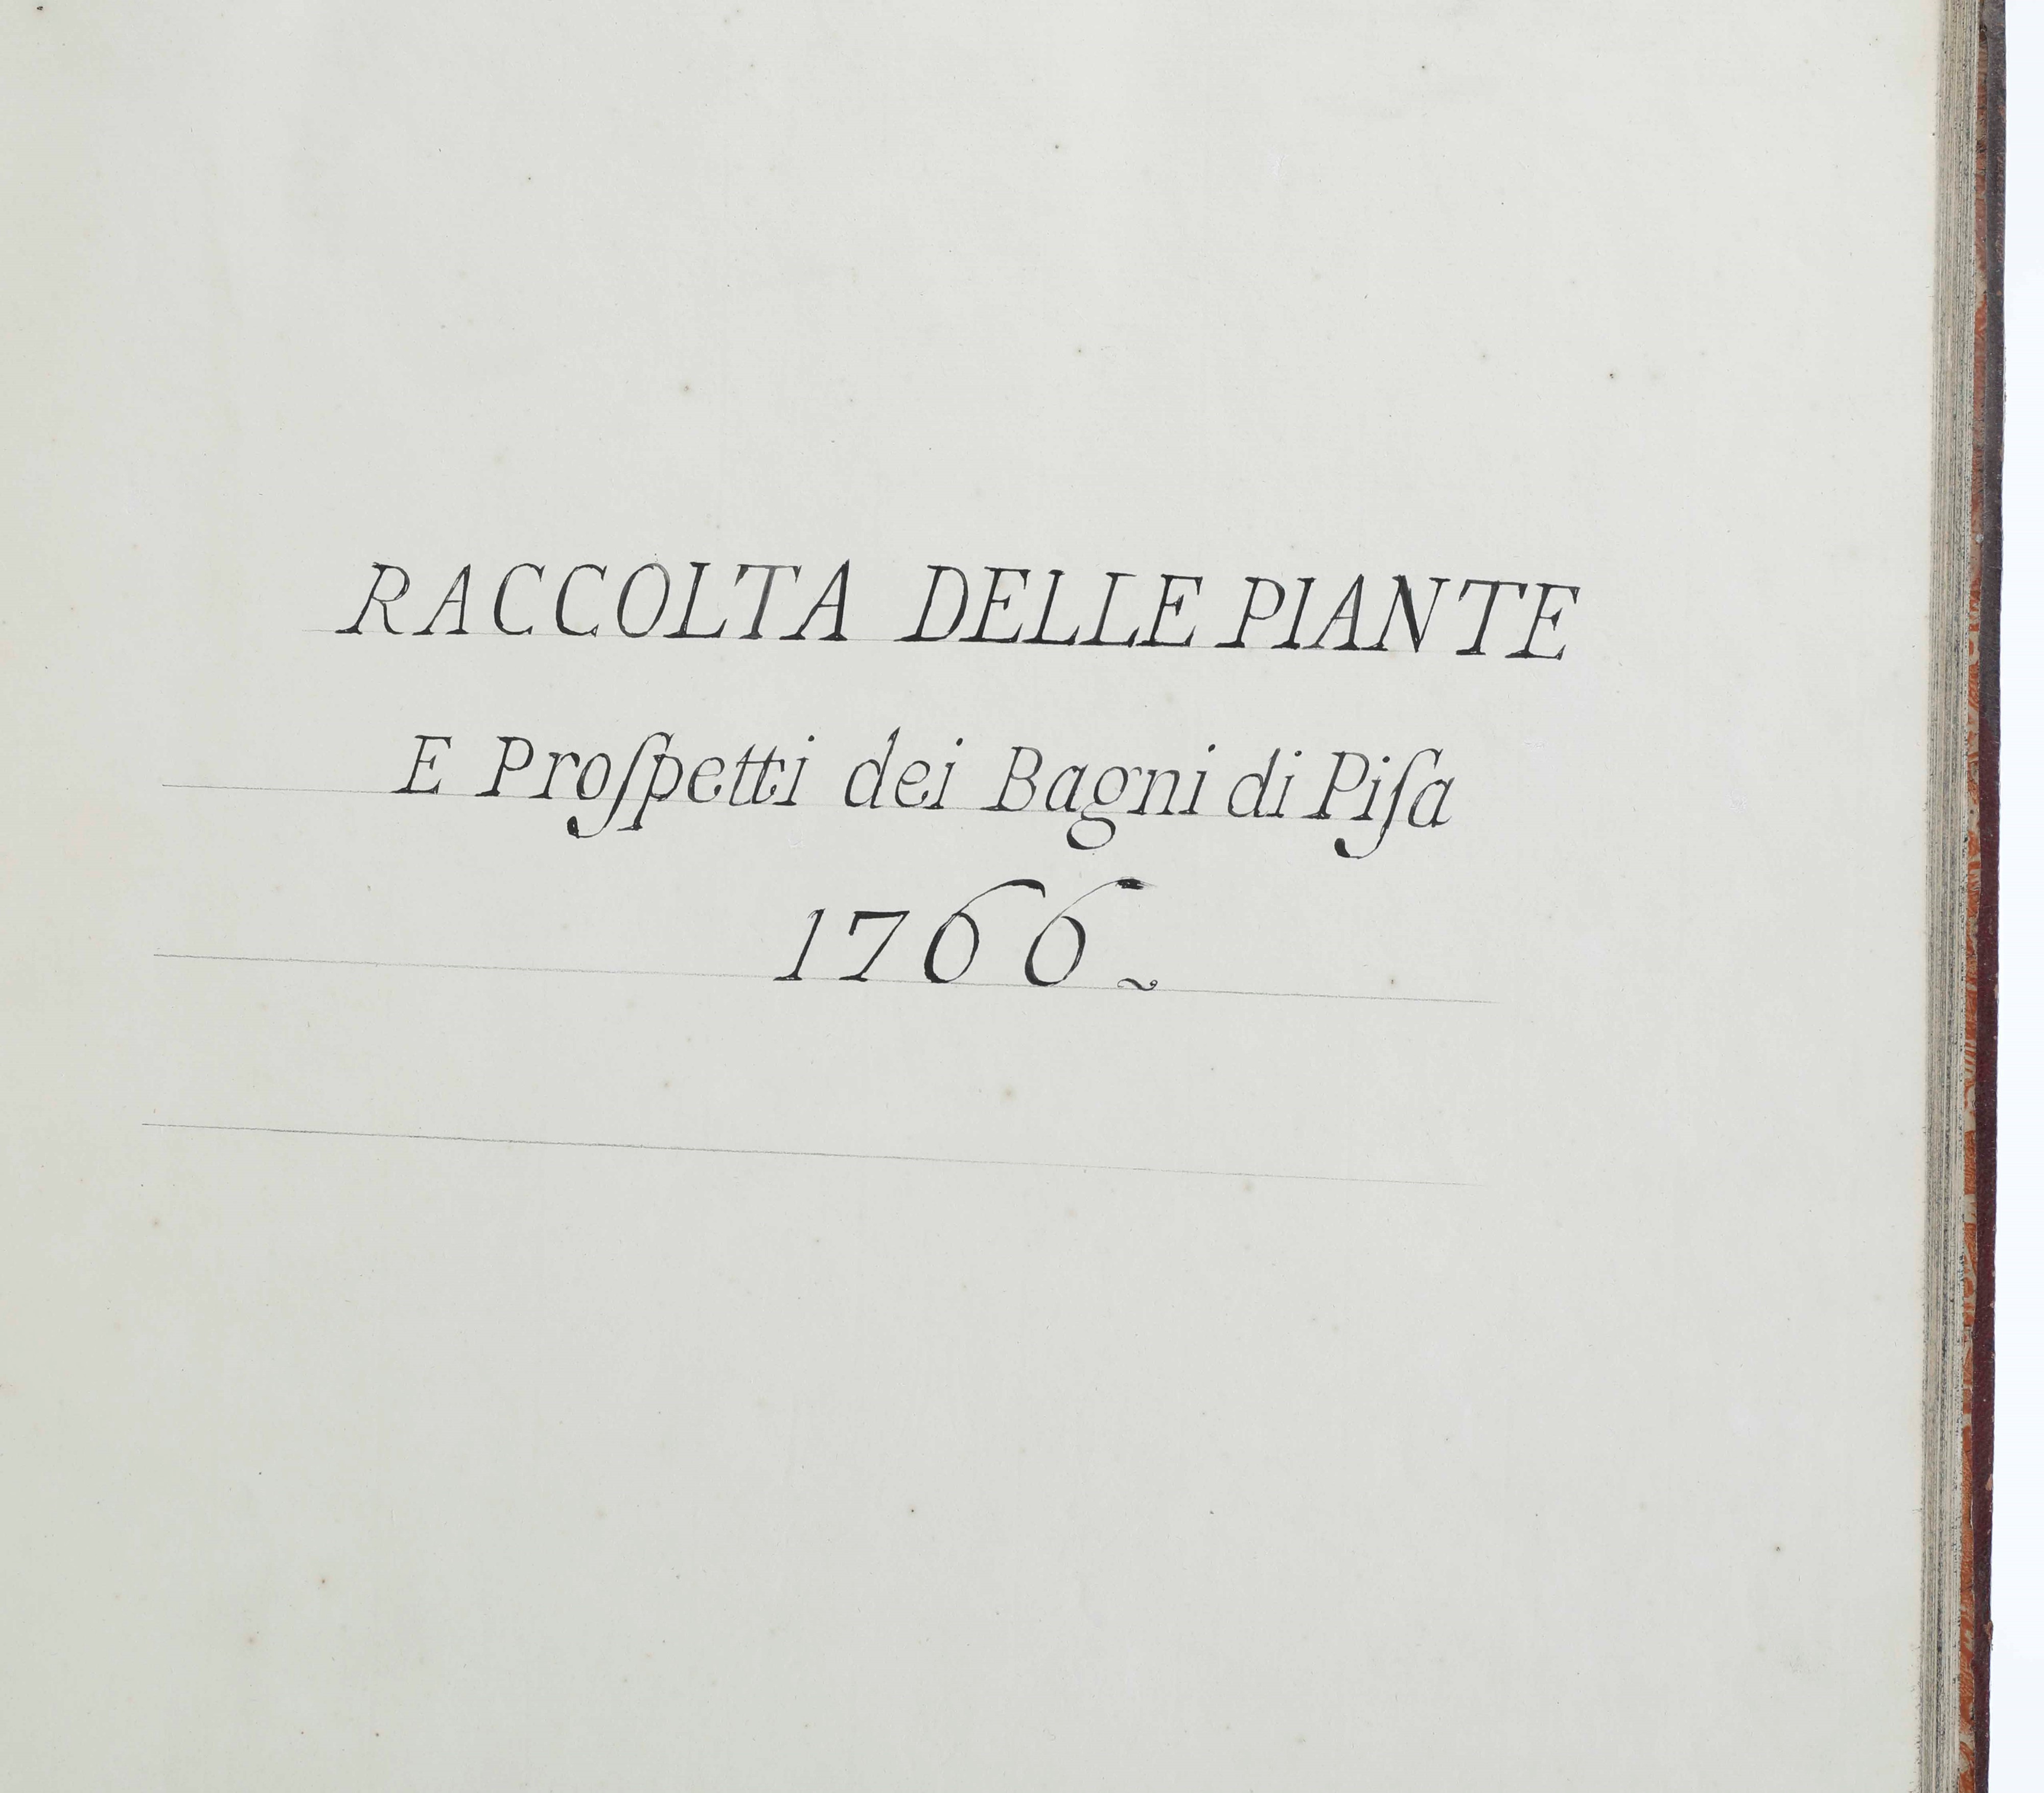 RACCOLTA DELLE PIANTE
E Proſpetti dei Bagni di Piſa
1766~